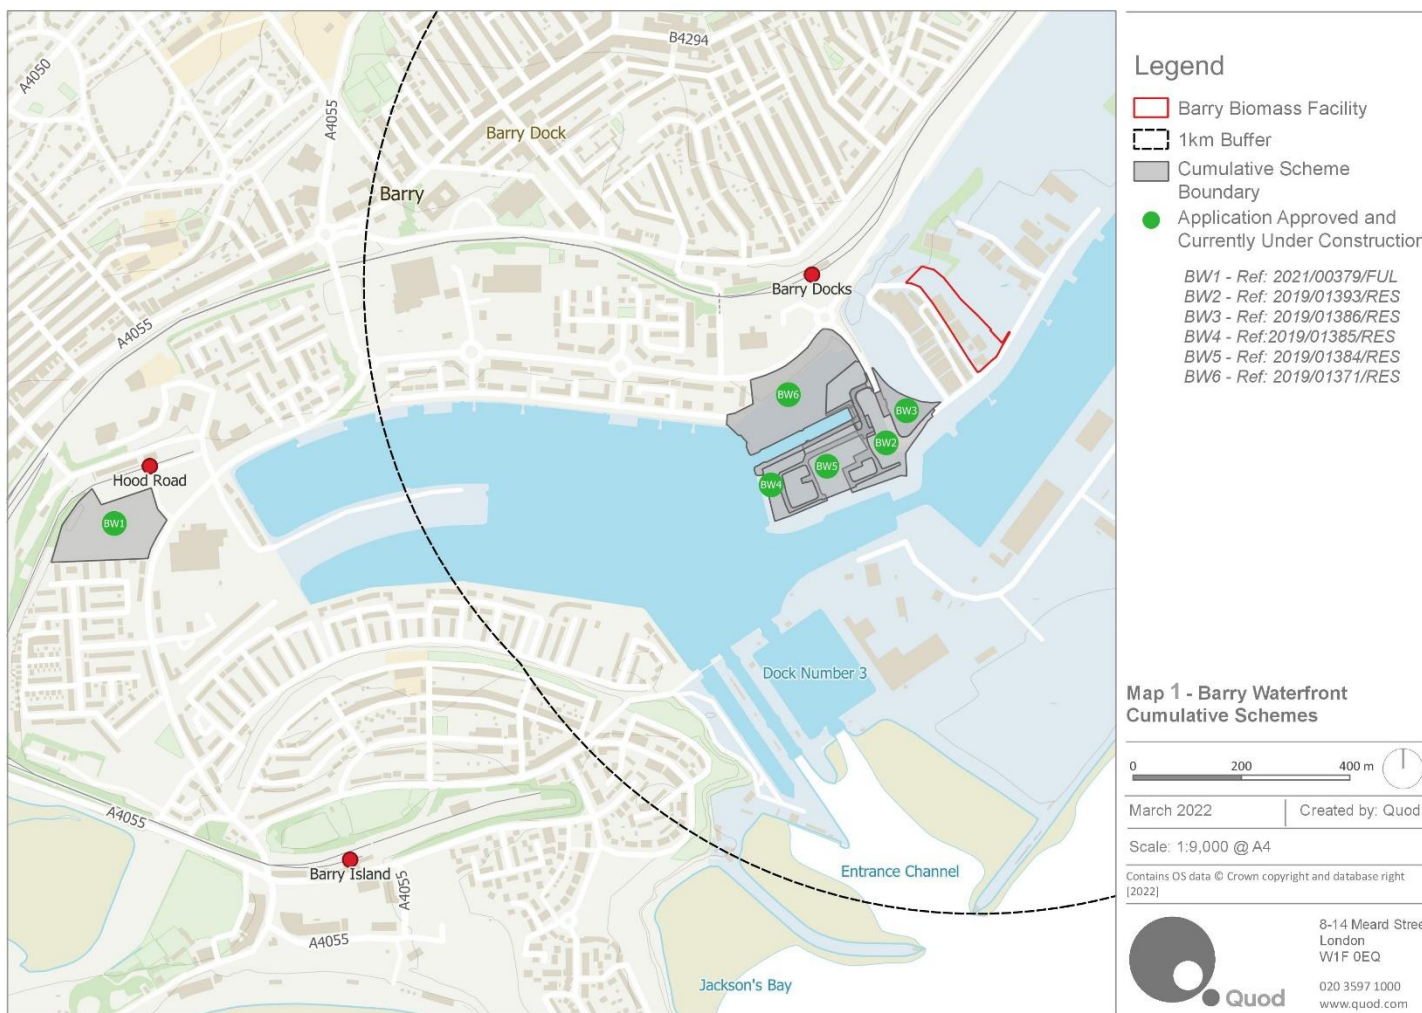 B4294
A4050
A4055
Barry Dock
Barry
Barry Docks
A4055
BW6
BW3
BW2
BW5
BW4
Hood Road
BW1
Dock Number 3
A4055
Barry Island
A4055
A4055
Entrance Channel
Jackson's Bay
Legend
Barry Biomass Facility
1km Buffer
Cumulative Scheme
Boundary
Application Approved and
Currently Under Construction
BW1 - Ref: 2021/00379/FUL
BW2 - Ref: 2019/01393/RES
BW3 - Ref: 2019/01386/RES
BW4 - Ref:2019/01385/RES
BW5 - Ref: 2019/01384/RES
BW6 - Ref: 2019/01371/RES
Map 1 - Barry Waterfront
Cumulative Schemes
0 200 400 m
March 2022 Created by: Quod
Scale: 1:9,000 @ A4
Contains OS data © Crown copyright and database right
[2022]
8-14 Meard Stree
London
W1F 0EQ
020 3597 1000
www.quod.com
Quod